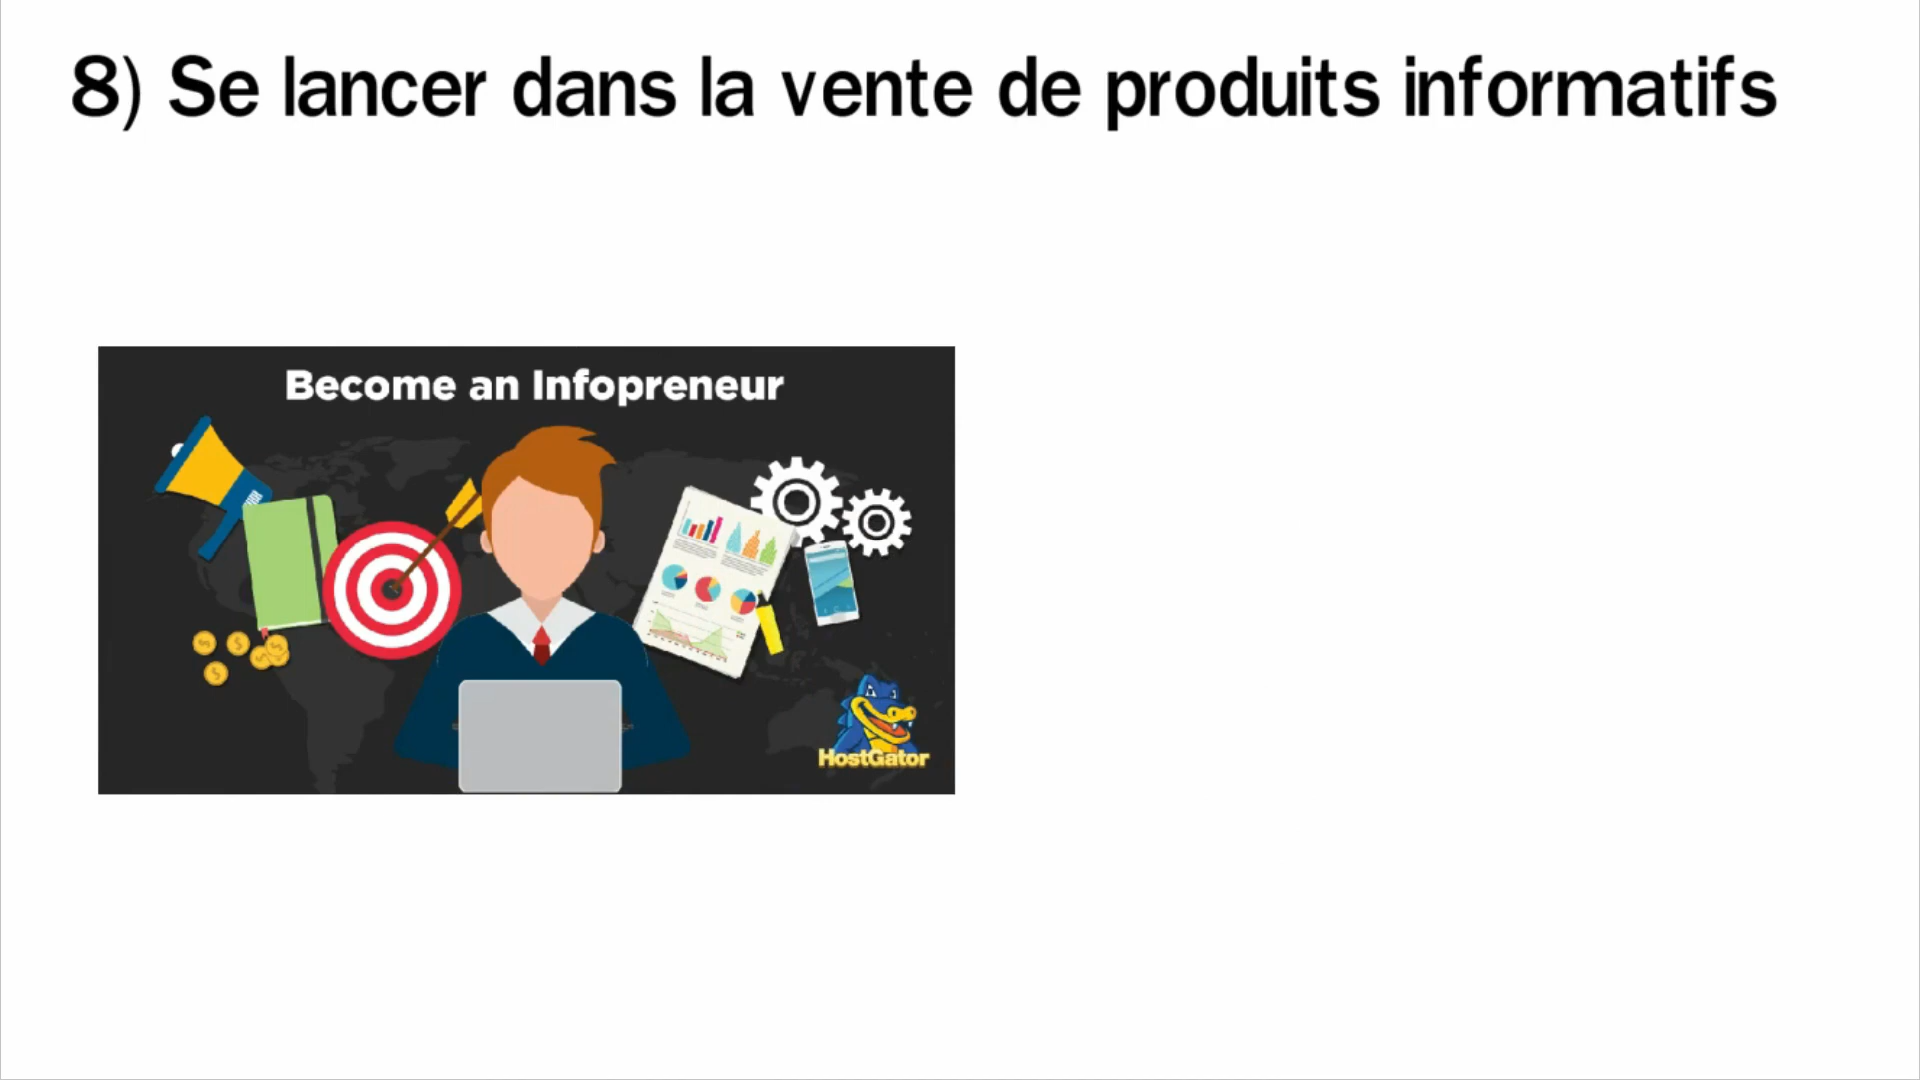 8) Se lancer dans la vente de produits informatifs
Become an Infopreneur
HostGator